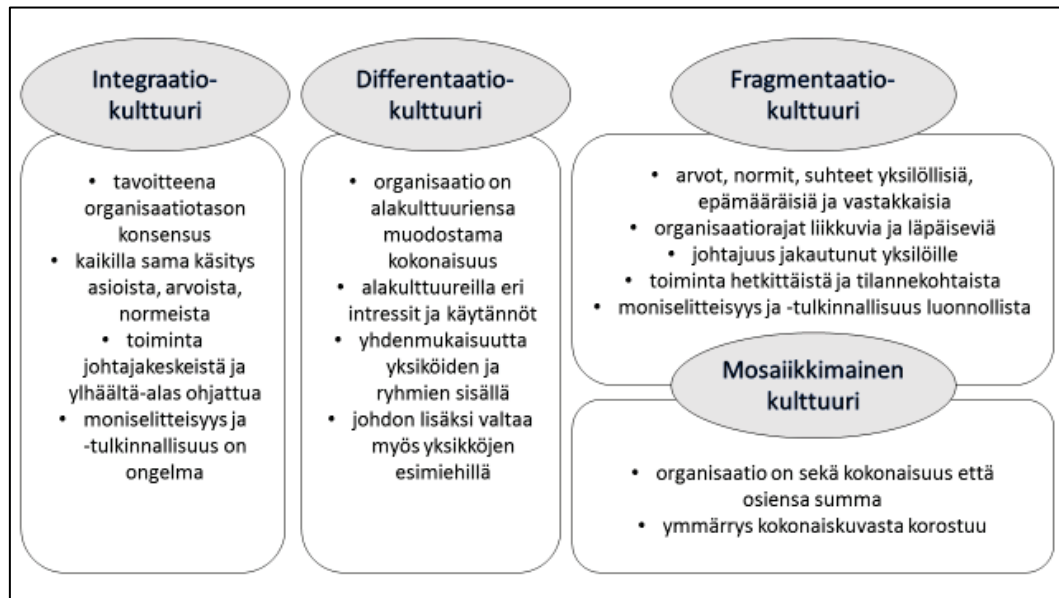 Integraatio-
kulttuuri
• tavoitteena
organisaatiotason
konsensus
• kaikilla sama käsitys
asioista, arvoista,
normeista
• toiminta
johtajakeskeistä ja
ylhäältä-alas ohjattua
• moniselitteisyys ja
-tulkinnallisuus on
ongelma
Differentaatio-
kulttuuri
• organisaatio on
alakulttuuriensa
muodostama
kokonaisuus
• alakulttuureilla eri
intressit ja käytännöt
• yhdenmukaisuutta
yksiköiden ja
ryhmien sisällä
• johdon lisäksi valtaa
myös yksikköjen
esimiehillä
Fragmentaatio-
kulttuuri
• arvot, normit, suhteet yksilöllisiä,
epämääräisiä ja vastakkaisia
• organisaatiorajat liikkuvia ja läpäiseviä
• johtajuus jakautunut yksilöille
• toiminta hetkittäistä ja tilannekohtaista
• moniselitteisyys ja -tulkinnallisuus luonnollista
Mosaiikkimainen
kulttuuri
• organisaatio on sekä kokonaisuus että
osiensa summa
• ymmärrys kokonaiskuvasta korostuu